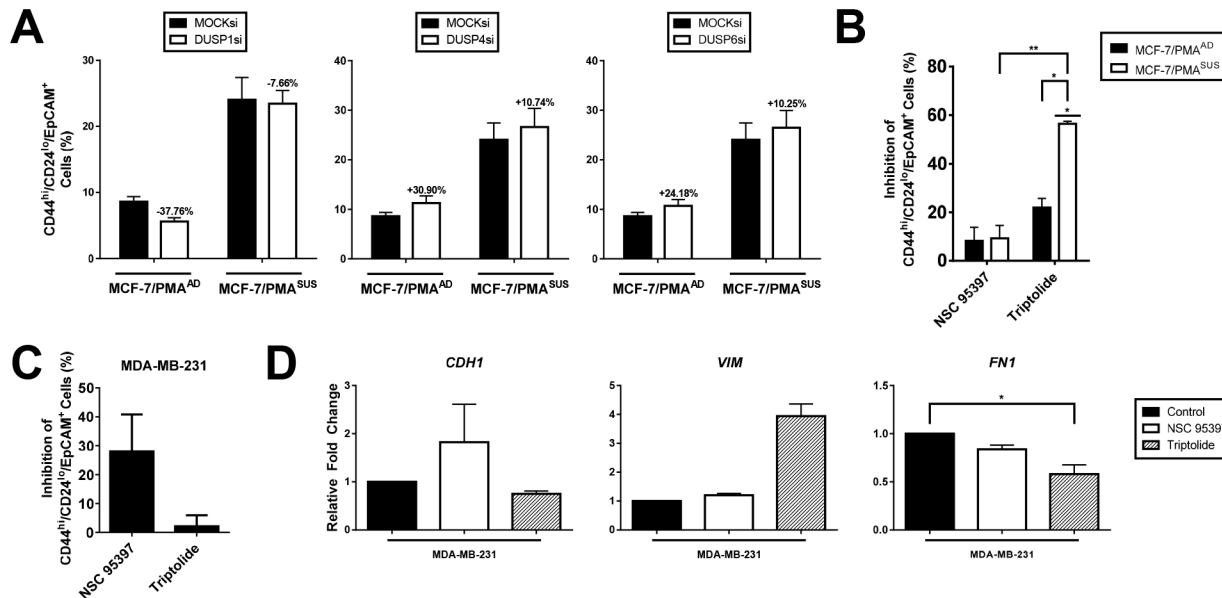 A
MOCKsi
DUSP1si
MOCKsi
DUSP4si
MOCKsi
DUSP6si
CD44hi/CD24lo/EpCAM+
Cells (%)
30
20
10
0
-37.76%
-7.66%
MCF-7/PMAAD
MCF-7/PMASUS
30
20
10
0
+30.90%
+10.74%
MCF-7/PMAAD
MCF-7/PMASUS
30
20
10
0
+24.18%
+10.25%
MCF-7/PMAAD
MCF-7/PMASUS
B
MCF-7/PMAAD
MCF-7/PMASUS
Inhibition of
CD44hi/CD24lo/EpCAM+ Cells (%)
80
60
40
20
0
**
*
*
NSC 95397
Triptolide
C
MDA-MB-231
Inhibition of
CD44hi/CD24lo/EpCAM+ Cells (%)
50
40
30
20
10
0
NSC 95397
Triptolide
D
CDH1
Relative Fold Change
3
2
1
0
MDA-MB-231
VIM
5
4
3
2
1
0
MDA-MB-231
FN1
1.5
1.0
0.5
0.0
*
MDA-MB-231
Control
NSC 95397
Triptolide